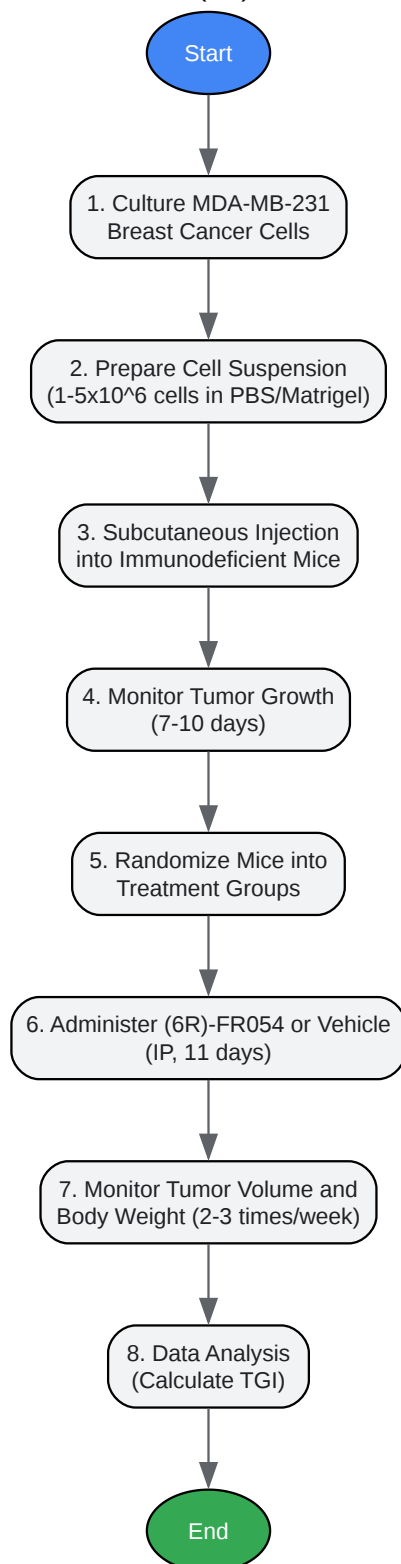 Start
1. Culture MDA-MB-231
Breast Cancer Cells
2. Prepare Cell Suspension
(1-5x10^6 cells in PBS/Matrigel)
3. Subcutaneous Injection
into Immunodeficient Mice
4. Monitor Tumor Growth
(7-10 days)
5. Randomize Mice into
Treatment Groups
6. Administer (6R)-FR054 or Vehicle
(IP, 11 days)
7. Monitor Tumor Volume and
Body Weight (2-3 times/week)
8. Data Analysis
(Calculate TGI)
End